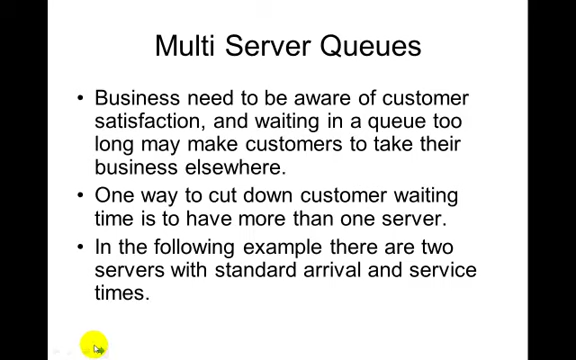 Multi Server Queues
• Business need to be aware of customer
satisfaction, and waiting in a queue too
long may make customers to take their
business elsewhere.
• One way to cut down customer waiting
time is to have more than one server.
• In the following example there are two
servers with standard arrival and service
times.